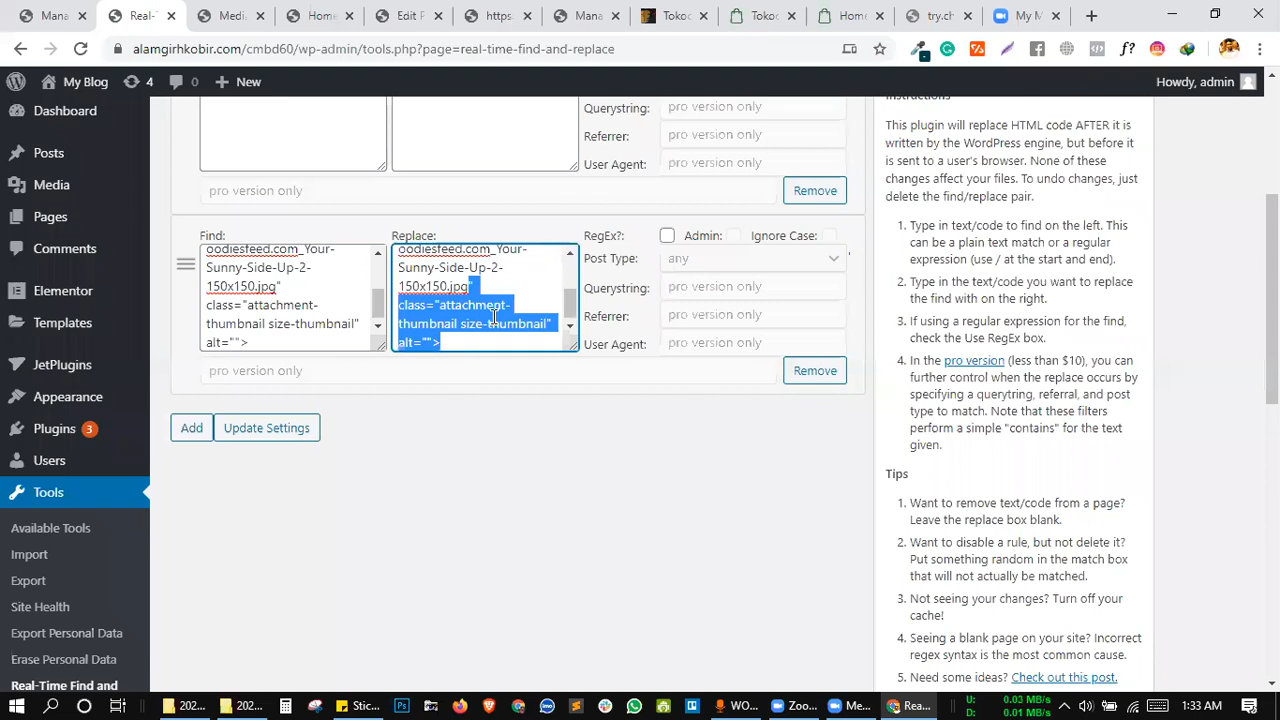 Mana
Real-
Medi
Home
Edit P
https:
Mana
Tokoc
Tokoc
Home
try.ch
My M
alamgirhkobir.com/cmbd60/wp-admin/tools.php?page=real-time-find-and-replace
My Blog 4 0 New Howdy, admin
Dashboard
Posts
Media
Pages
Comments
Elementor
Templates
JetPlugins
Appearance
Plugins 3
Users
Tools
Available Tools
Import
Export
Site Health
Export Personal Data
Erase Personal Data
Real-Time Find and
Querystring: pro version only
Referrer: pro version only
User Agent: pro version only
pro version only Remove
Find: Replace: RegEx?: Admin: Ignore Case:
oodiesfeed.com_Your-
Sunny-Side-Up-2-
150x150.jpg"
class="attachment-
thumbnail size-thumbnail"
alt="">
oodiesfeed.com_Your-
Sunny-Side-Up-2-
150x150.jpg"
class="attachment-
thumbnail size-thumbnail"
alt="">
Post Type: any
Querystring: pro version only
Referrer: pro version only
User Agent: pro version only
pro version only Remove
Add Update Settings
Instructions
This plugin will replace HTML code AFTER it is
written by the WordPress engine, but before it
is sent to a user's browser. None of these
changes affect your files. To undo changes, just
delete the find/replace pair.
1. Type in text/code to find on the left. This
can be a plain text match or a regular
expression (use / at the start and end).
2. Type in the text/code you want to replace
the find with on the right.
3. If using a regular expression for the find,
check the Use RegEx box.
4. In the pro version (less than $10), you can
further control when the replace occurs by
specifying a querytring, referral, and post
type to match. Note that these filters
perform a simple "contains" for the text
given.
Tips
1. Want to remove text/code from a page?
Leave the replace box blank.
2. Want to disable a rule, but not delete it?
Put something random in the match box
that will not actually be matched.
3. Not seeing your changes? Turn off your
cache!
4. Seeing a blank page on your site? Incorrect
regex syntax is the most common cause.
5. Need some ideas? Check out this post.
202
202
Stic
WO
Zoo
Me
Rea
U: 0.03 MB/s
D: 0.01 MB/s
1:33 AM